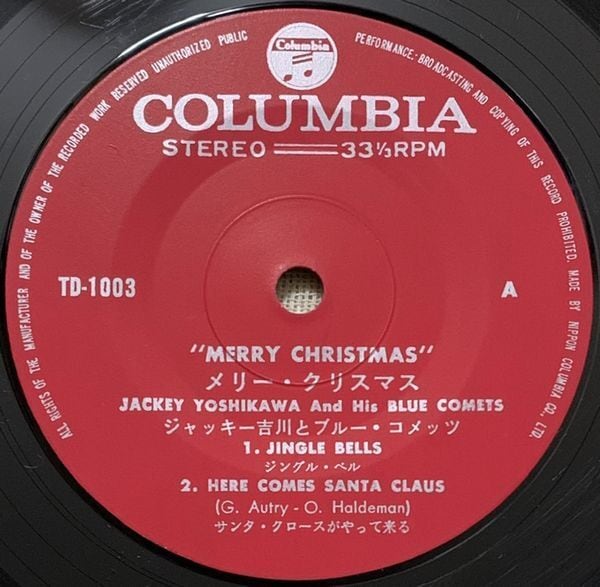 ALL RIGHTS OF THE MANUFACTURER AND OF THE OWNER OF THE RECORDED WORK RESERVED UNAUTHORIZED PUBLIC PERFORMANCE·BROADCASTING AND COPYING OF THIS RECORD PROHIBITED. MADE BY NIPPON COLUMBIA CO., LTD.
Columbia
COLUMBIA
STEREO 33⅓RPM
TD-1003
A
"MERRY CHRISTMAS"
メリー・クリスマス
JACKEY YOSHIKAWA And His BLUE COMETS
ジャッキー吉川とブルー・コメッツ
1. JINGLE BELLS
ジングル・ベル
2. HERE COMES SANTA CLAUS
(G. Autry - O. Haldeman)
サンタ・クロースがやって来る